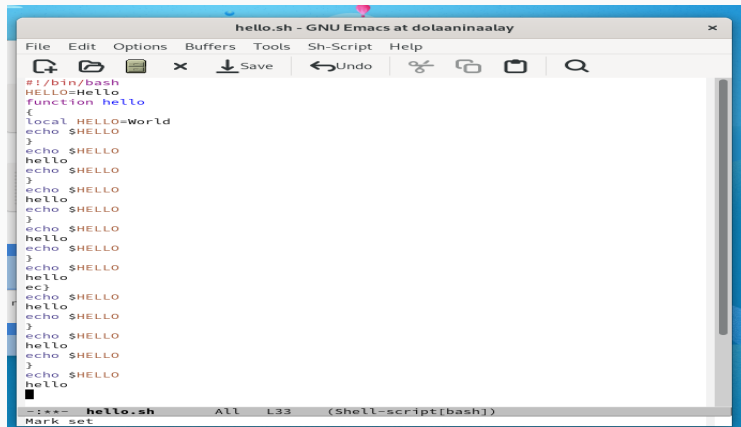 hello.sh - GNU Emacs at dolaaninaalay
File Edit Options Buffers Tools Sh-Script Help
Save Undo
#!/bin/bash
HELLO=Hello
function hello
{
local HELLO=World
echo $HELLO
}
echo $HELLO
hello
echo $HELLO
}
echo $HELLO
hello
echo $HELLO
}
echo $HELLO
hello
echo $HELLO
}
echo $HELLO
hello
ec}
echo $HELLO
hello
echo $HELLO
}
echo $HELLO
hello
echo $HELLO
}
echo $HELLO
hello
-:**- hello.sh All L33 (Shell-script[bash])
Mark set